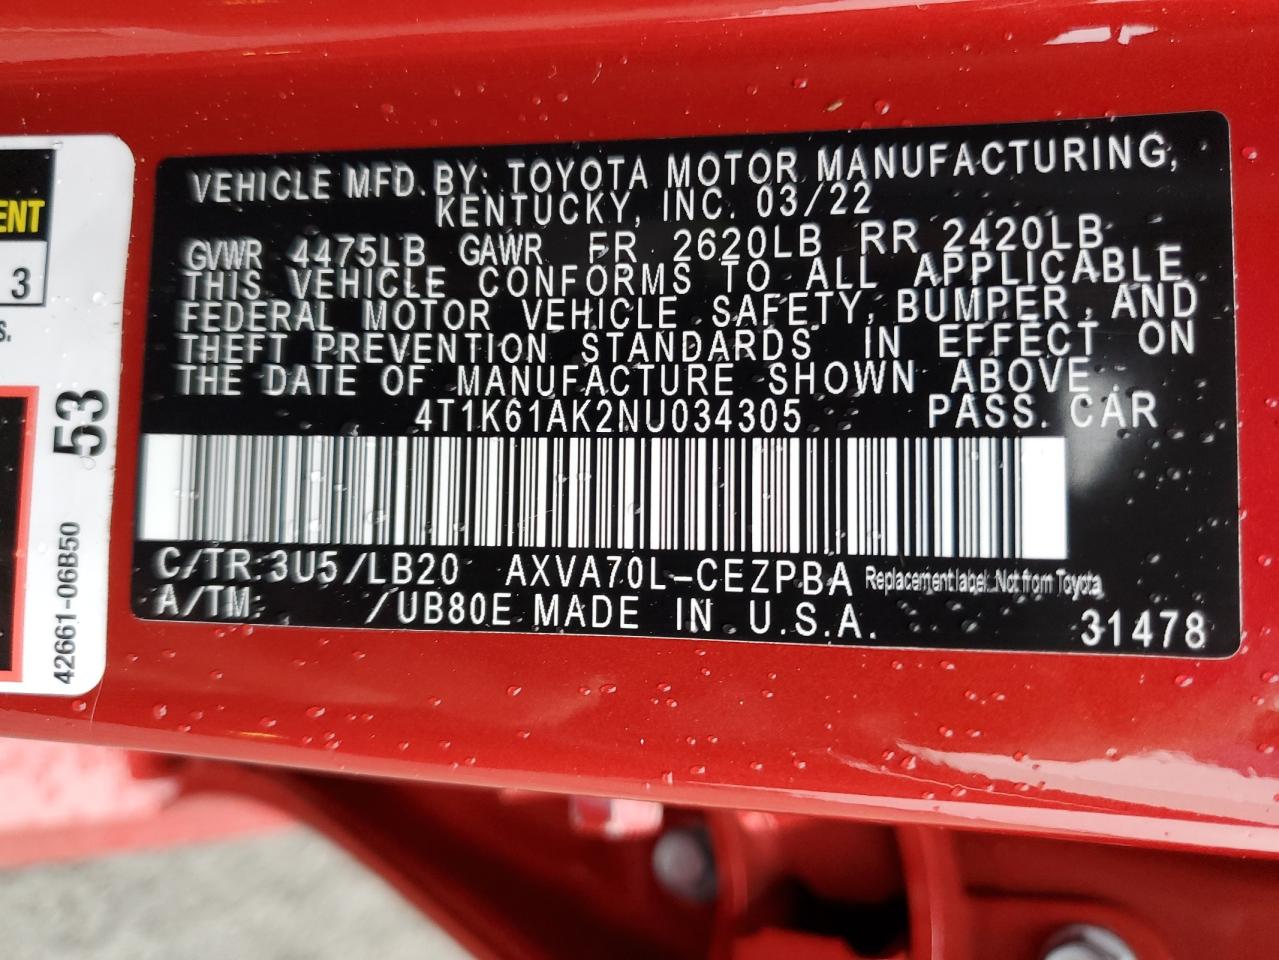 VEHICLE MFD. BY: TOYOTA MOTOR MANUFACTURING,
KENTUCKY, INC. 03/22
GVWR 4475LB GAWR FR 2620LB RR 2420LB
THIS VEHICLE CONFORMS TO ALL APPLICABLE
FEDERAL MOTOR VEHICLE SAFETY, BUMPER, AND
THEFT PREVENTION STANDARDS IN EFFECT ON
THE DATE OF MANUFACTURE SHOWN ABOVE
4T1K61AK2NU034305 PASS. CAR
C/TR:3U5/LB20 AXVA70L-CEZPBA Replacement label. Not from Toyota
A/TM: /UB80E MADE IN U.S.A.
31478
ENT
3
S.
53
42661-06B50